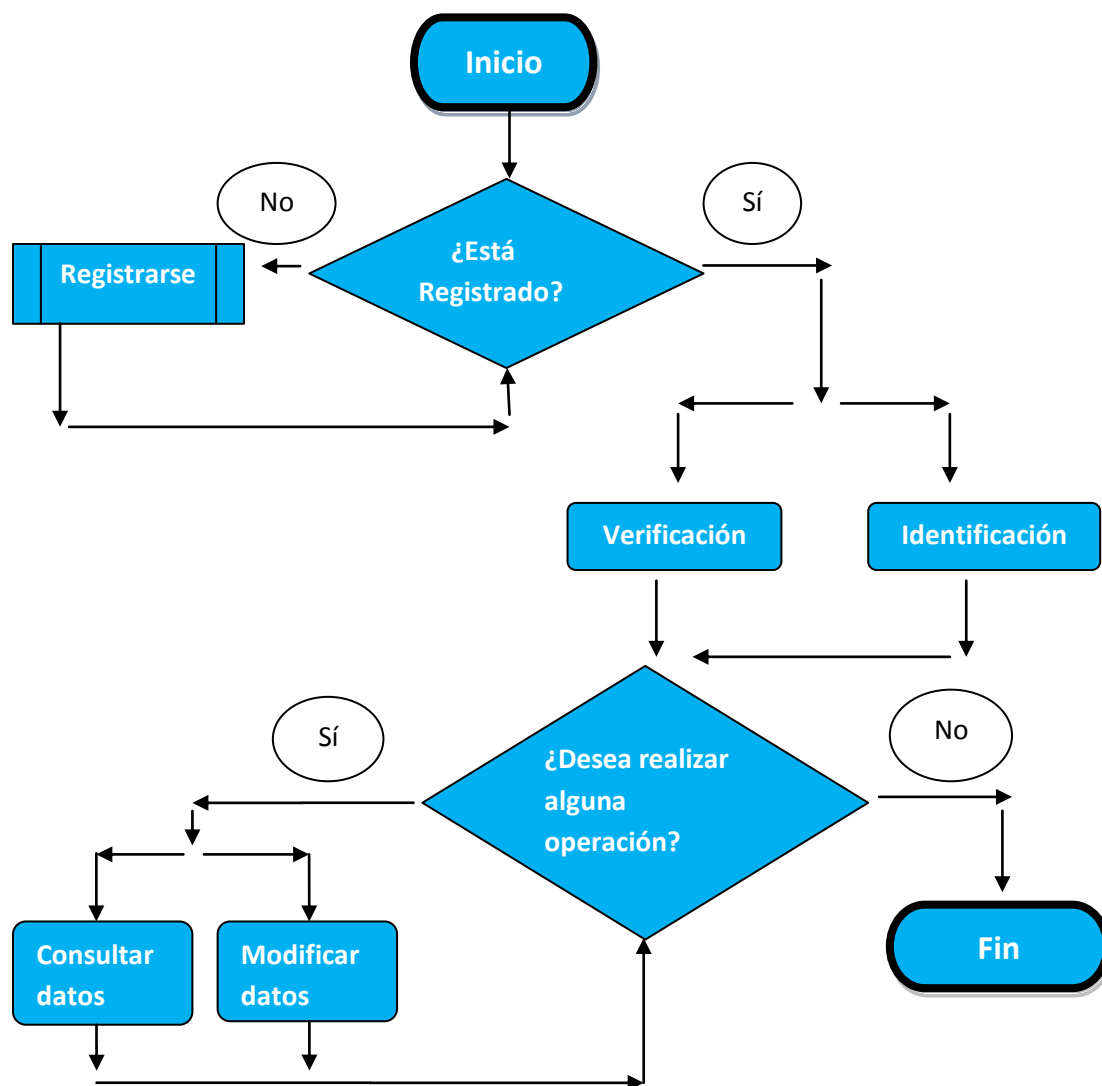 Inicio
No
Sí
¿Está
Registrado?
Registrarse
Verificación
Identificación
Sí
No
¿Desea realizar
alguna
operación?
Consultar
datos
Modificar
datos
Fin